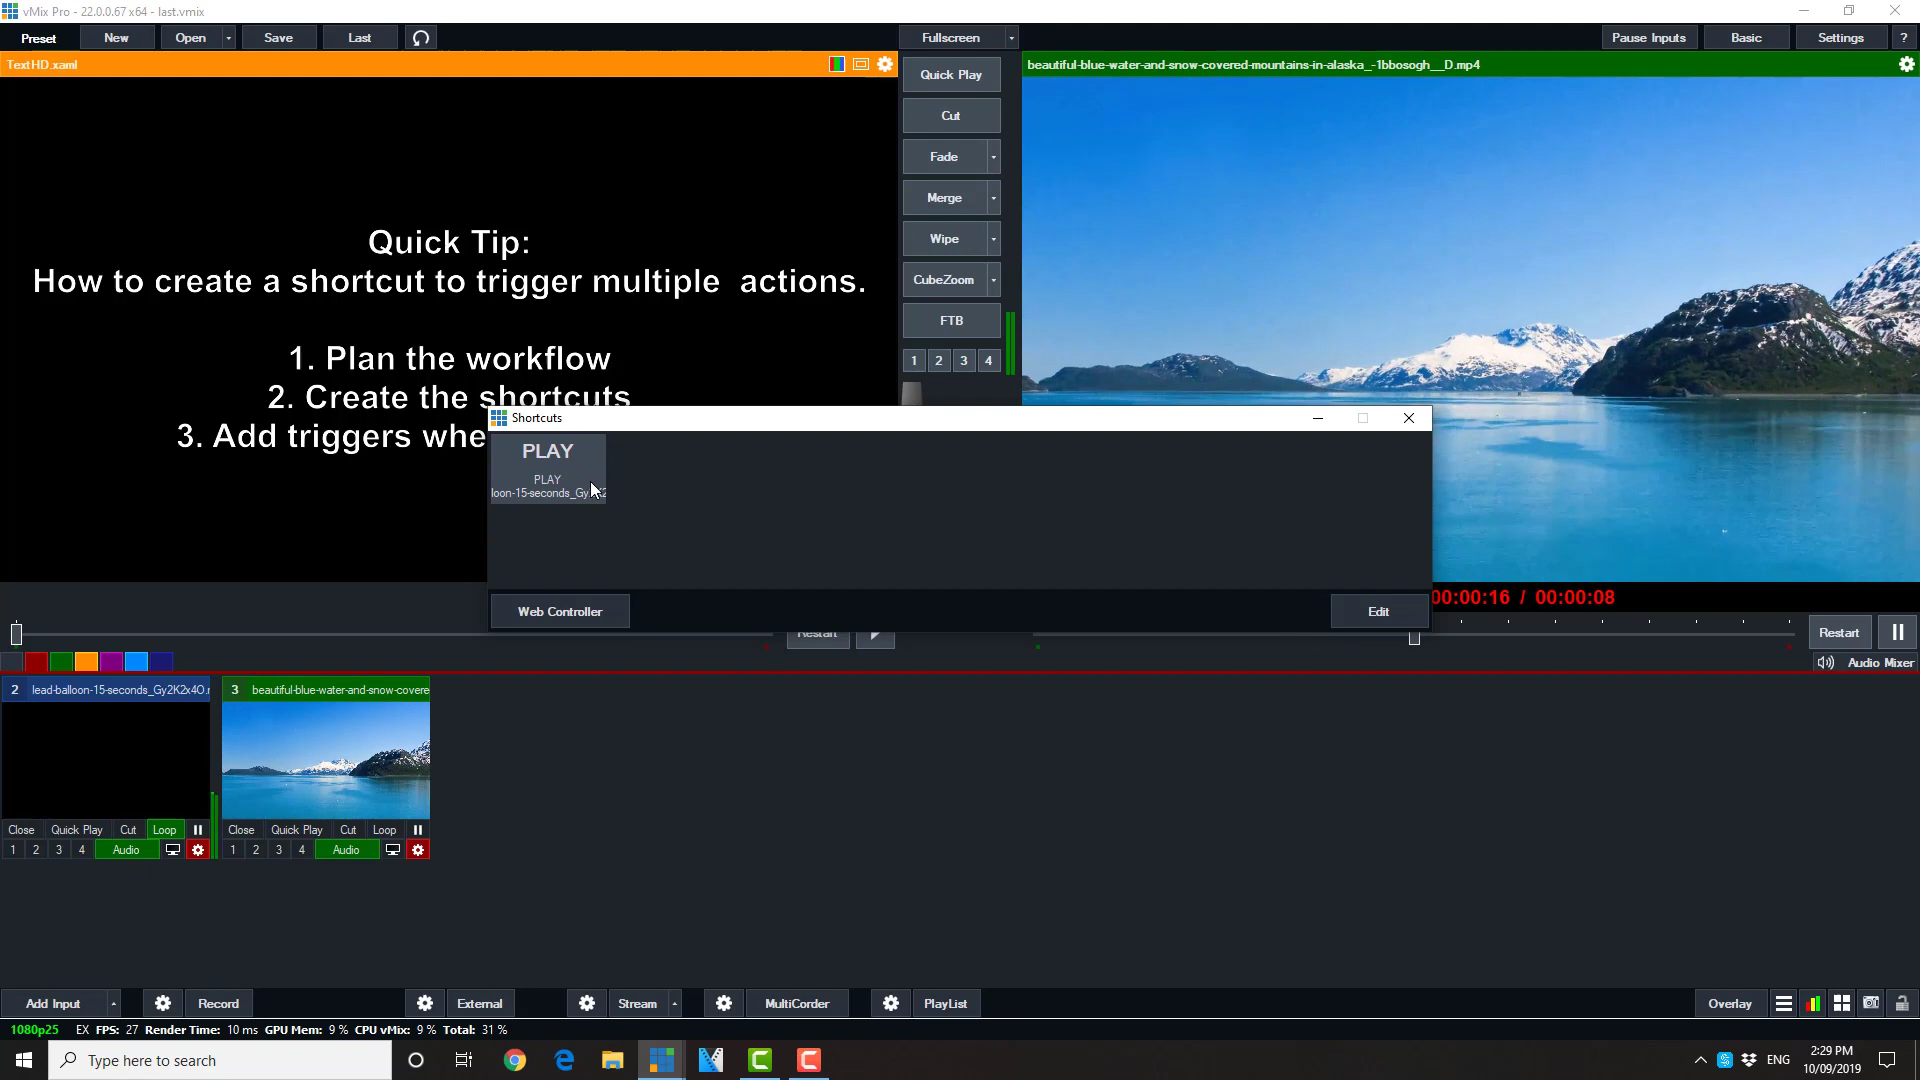 vMix Pro - 22.0.0.67 x64 - last.vmix
Preset New Open Save Last Fullscreen Pause Inputs Basic Settings ?
TextHD.xaml
Quick Tip:
How to create a shortcut to trigger multiple actions.
1. Plan the workflow
2. Create the shortcuts
3. Add triggers whe
Quick Play
Cut
Fade
Merge
Wipe
CubeZoom
FTB
1 2 3 4
beautiful-blue-water-and-snow-covered-mountains-in-alaska_-1bbosogh__D.mp4
Shortcuts
PLAY
PLAY
loon-15-seconds_Gy
Web Controller Edit
00:00:16 / 00:00:08
Restart
Restart
Audio Mixer
2 lead-balloon-15-seconds_Gy2K2x4O.
3 beautiful-blue-water-and-snow-covere
Close Quick Play Cut Loop
1 2 3 4 Audio
Close Quick Play Cut Loop
1 2 3 4 Audio
Add Input Record External Stream MultiCorder PlayList Overlay
1080p25 EX FPS: 27 Render Time: 10 ms GPU Mem: 9 % CPU vMix: 9 % Total: 31 %
Type here to search
ENG
2:29 PM
10/09/2019